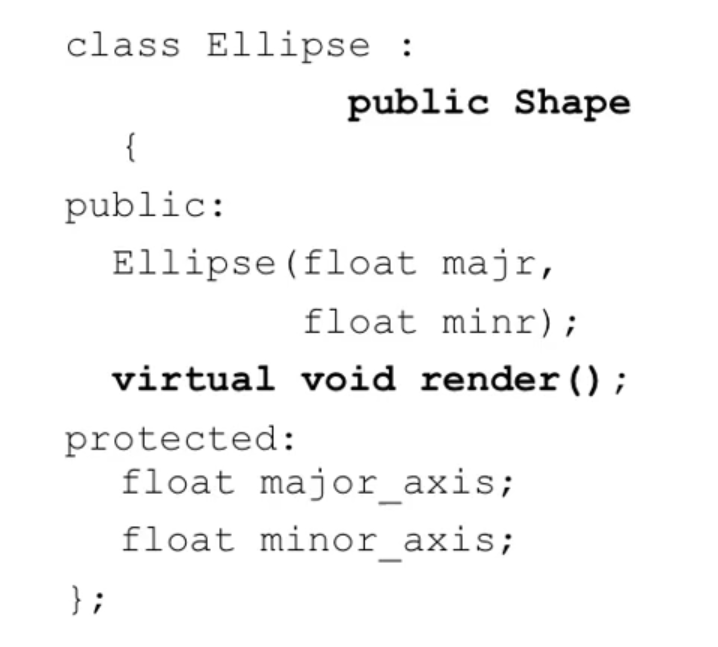 class Ellipse :
public Shape
{
public:
Ellipse(float majr,
float minr);
virtual void render();
protected:
float major_axis;
float minor_axis;
};